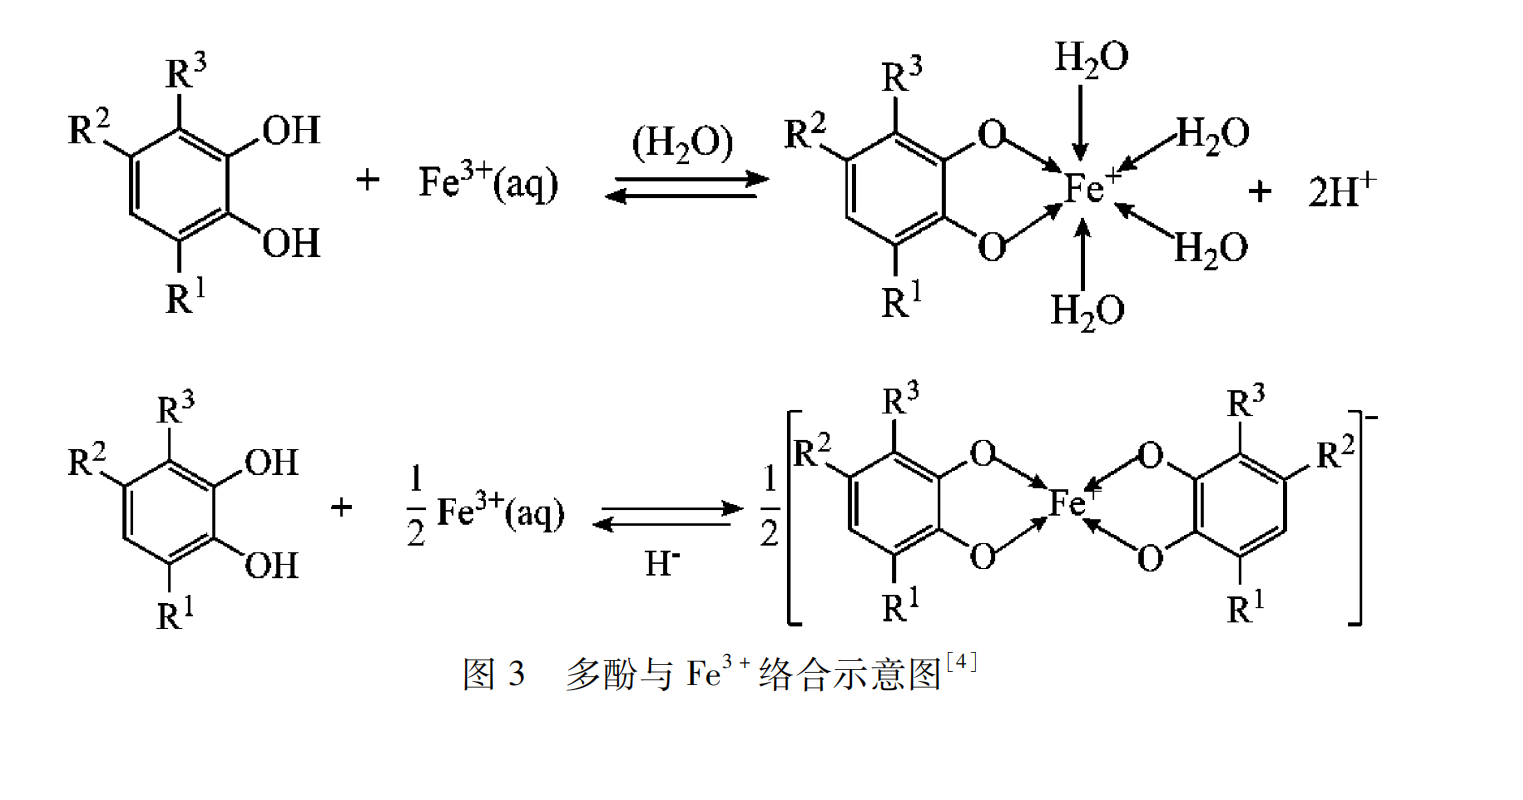 R³ R² OH OH R¹ + Fe³⁺(aq) (H₂O) R³ R² O O R¹ Fe⁺ H₂O H₂O H₂O H₂O + 2H⁺
R³ R² OH OH R¹ + 1/2 Fe³⁺(aq) H⁻ 1/2 [ R³ R² O O R¹ Fe⁺ O O R³ R² R¹ ]⁻
图 3 多酚与 Fe³⁺络合示意图[4]